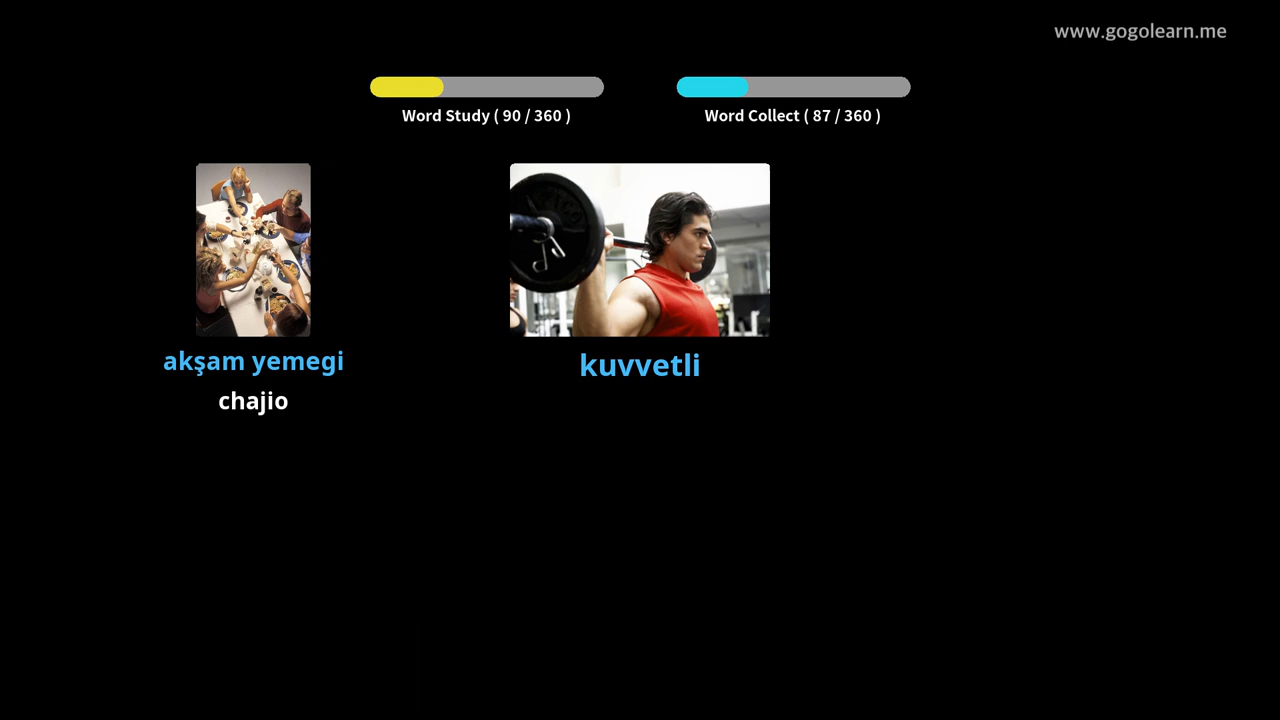 www.gogolearn.me
Word Study ( 90 / 360 )
Word Collect ( 87 / 360 )
akşam yemegi
chajio
kuvvetli